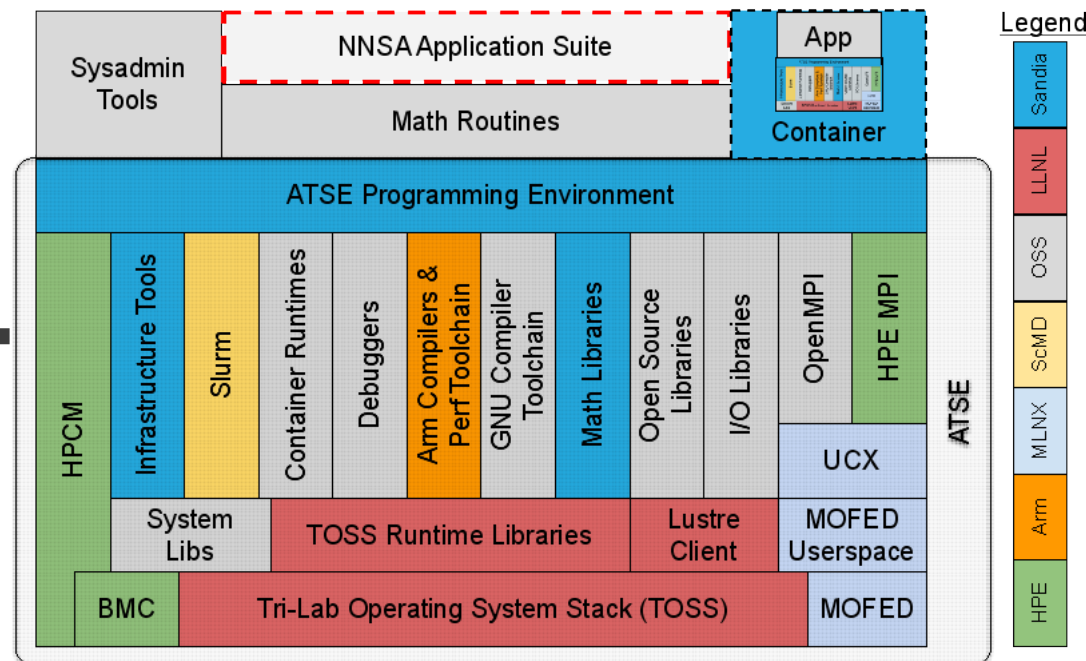 Legend
NNSA Application Suite
App
Sysadmin
Tools
Math Routines
Container
ATSE Programming Environment
HPCM
Infrastructure Tools
Slurm
Container Runtimes
Debuggers
Arm Compilers &
Perf Toolchain
GNU Compiler
Toolchain
Math Libraries
Open Source
Libraries
I/O Libraries
OpenMPI
HPE MPI
UCX
System
Libs
TOSS Runtime Libraries
Lustre
Client
MOFED
Userspace
BMC
Tri-Lab Operating System Stack (TOSS)
MOFED
ATSE
Sandia
LLNL
OSS
ScMD
MLNX
Arm
HPE